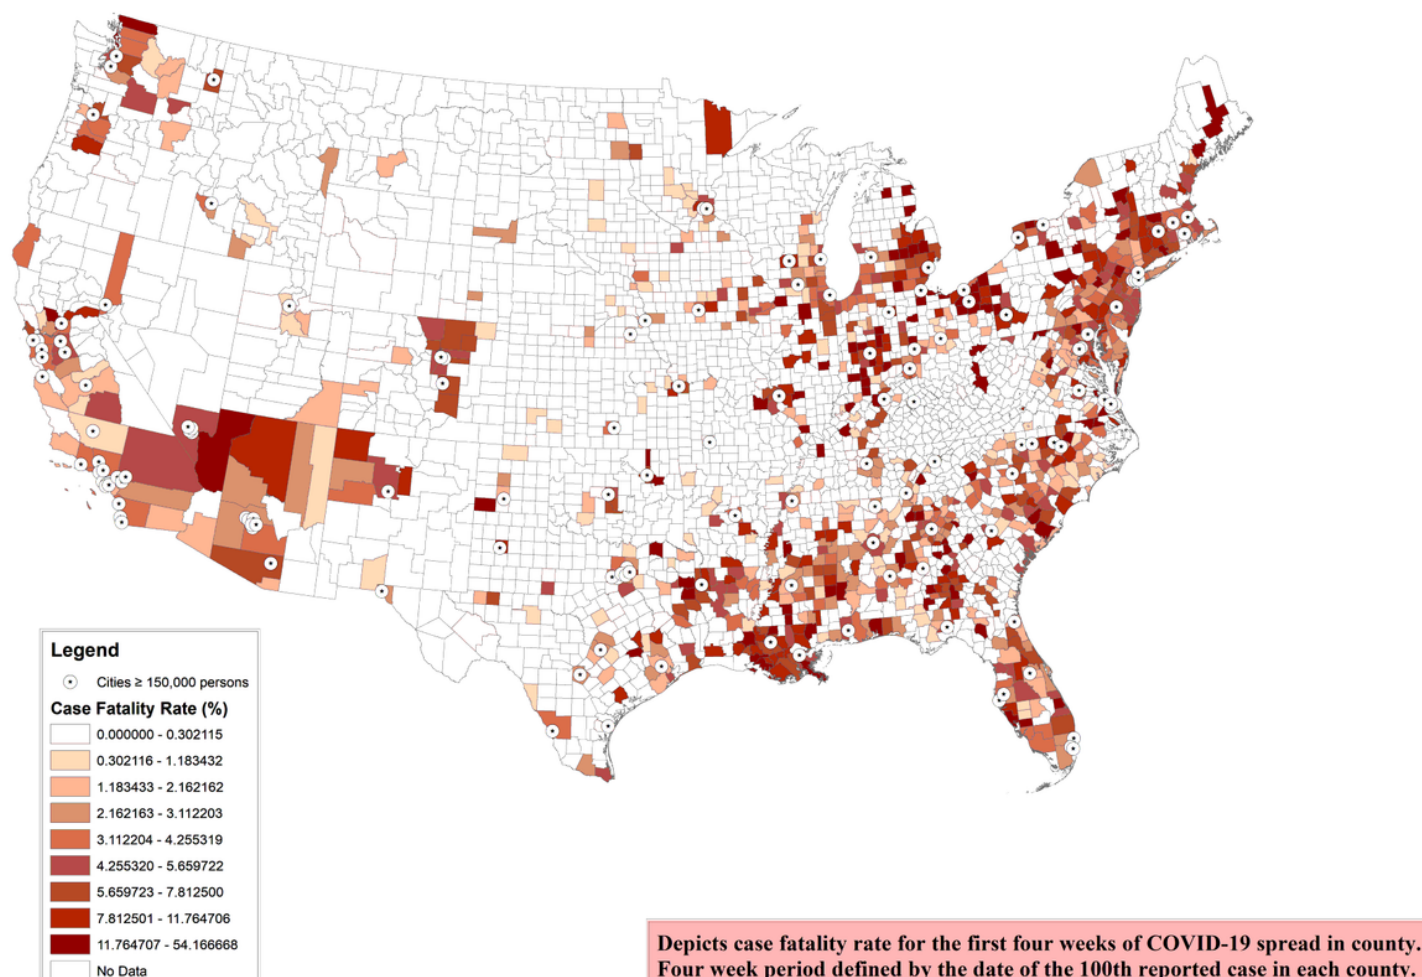 Legend
Cities ≥ 150,000 persons
Case Fatality Rate (%)
0.000000 - 0.302115
0.302116 - 1.183432
1.183433 - 2.162162
2.162163 - 3.112203
3.112204 - 4.255319
4.255320 - 5.659722
5.659723 - 7.812500
7.812501 - 11.764706
11.764707 - 54.166668
No Data
Depicts case fatality rate for the first four weeks of COVID-19 spread in county.
Four week period defined by the date of the 100th reported case in each county.